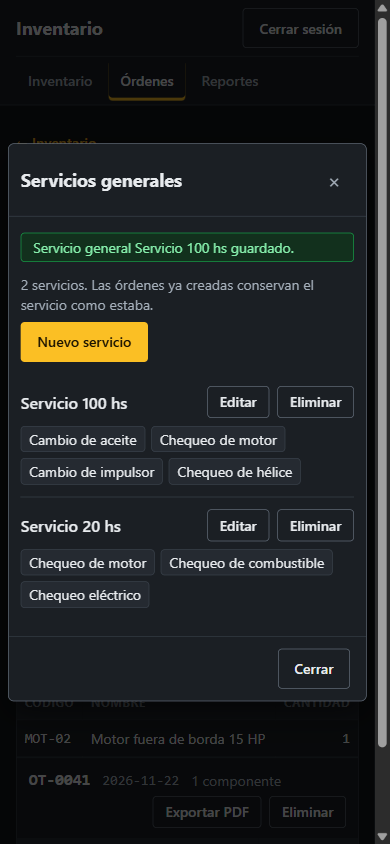 Inventario
Cerrar sesión
Inventario Órdenes Reportes
Inventario
Servicios generales ×
Servicio general Servicio 100 hs guardado.
2 servicios. Las órdenes ya creadas conservan el
servicio como estaba.
Nuevo servicio
Servicio 100 hs Editar Eliminar
Cambio de aceite Chequeo de motor
Cambio de impulsor Chequeo de hélice
Servicio 20 hs Editar Eliminar
Chequeo de motor Chequeo de combustible
Chequeo eléctrico
Cerrar
CÓDIGO NOMBRE CANTIDAD
MOT-02 Motor fuera de borda 15 HP 1
OT-0041 2026-11-22 1 componente
Exportar PDF Eliminar